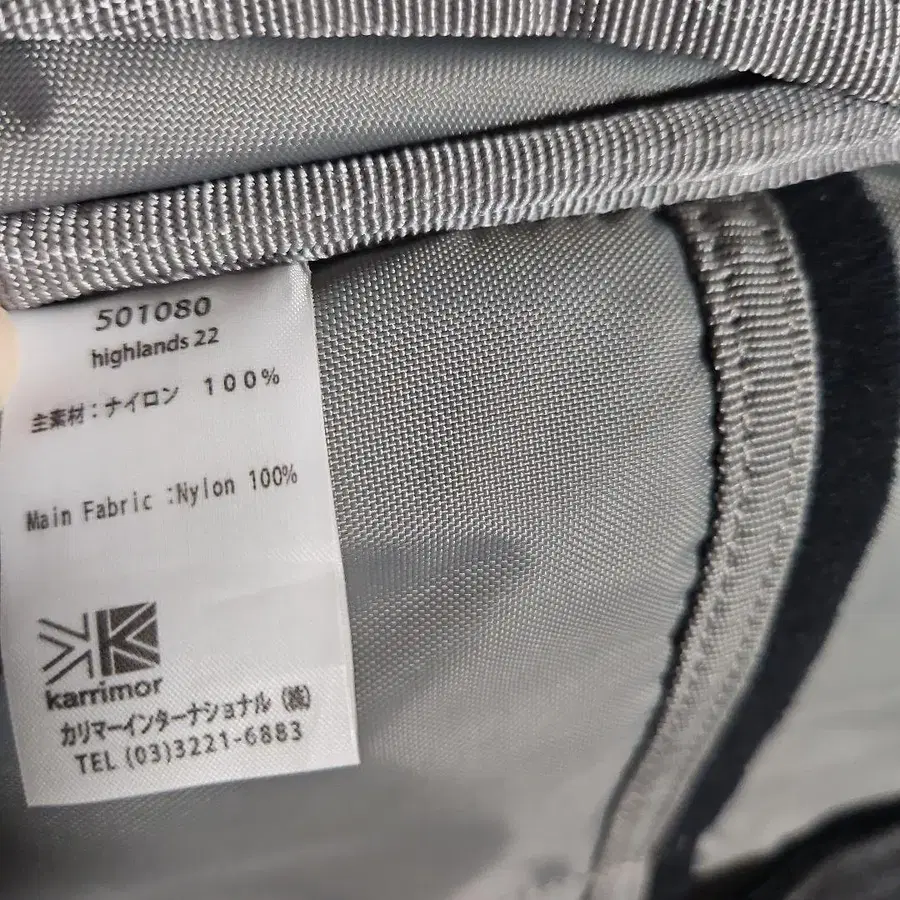 501080
highlands 22
主素材：ナイロン 100%
Main Fabric :Nylon 100%
karrimor
カリマーインターナショナル（株）
TEL (03)3221-6883